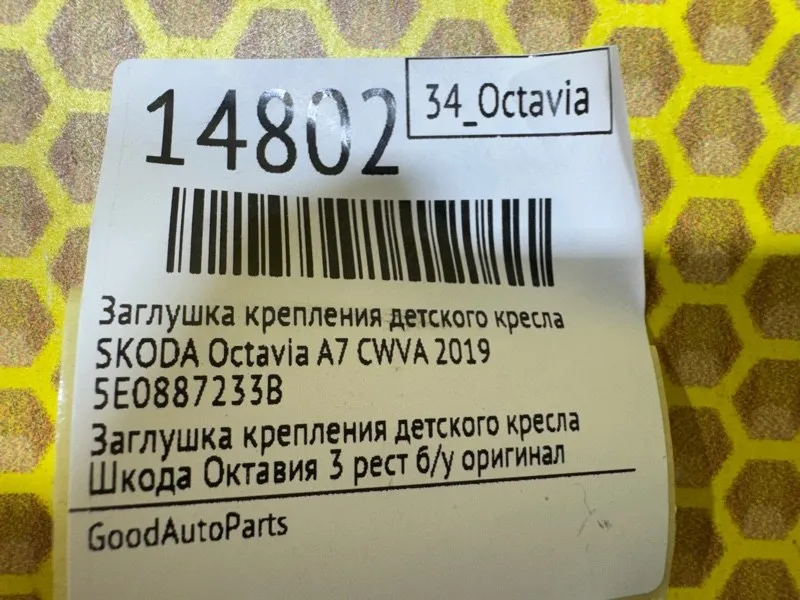 14802
34_Octavia
Заглушка крепления детского кресла
SKODA Octavia A7 CWVA 2019
5E0887233B
Заглушка крепления детского кресла
Шкода Октавия 3 рест б/у оригинал
GoodAutoParts